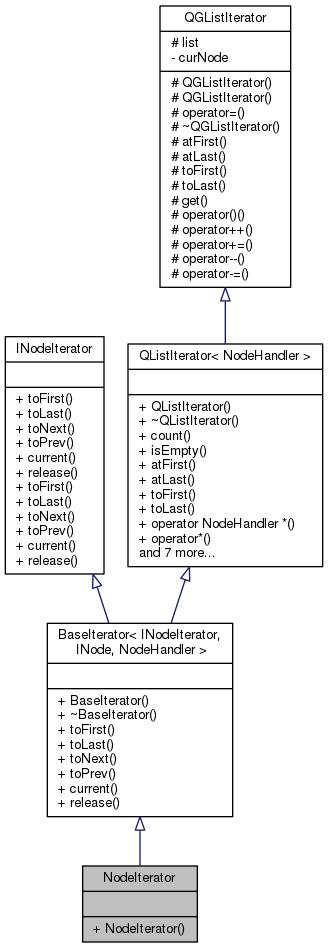 QGListIterator
# list
- curNode
# QGListIterator()
# QGListIterator()
# operator=()
# ~QGListIterator()
# atFirst()
# atLast()
# toFirst()
# toLast()
# get()
# operator()()
# operator++()
# operator+=()
# operator--()
# operator-=()
INodeIterator
+ toFirst()
+ toLast()
+ toNext()
+ toPrev()
+ current()
+ release()
+ toFirst()
+ toLast()
+ toNext()
+ toPrev()
+ current()
+ release()
QListIterator< NodeHandler >
+ QListIterator()
+ ~QListIterator()
+ count()
+ isEmpty()
+ atFirst()
+ atLast()
+ toFirst()
+ toLast()
+ operator NodeHandler *()
+ operator*()
and 7 more...
BaseIterator< INodeIterator,
INode, NodeHandler >
+ BaseIterator()
+ ~BaseIterator()
+ toFirst()
+ toLast()
+ toNext()
+ toPrev()
+ current()
+ release()
NodeIterator
+ NodeIterator()